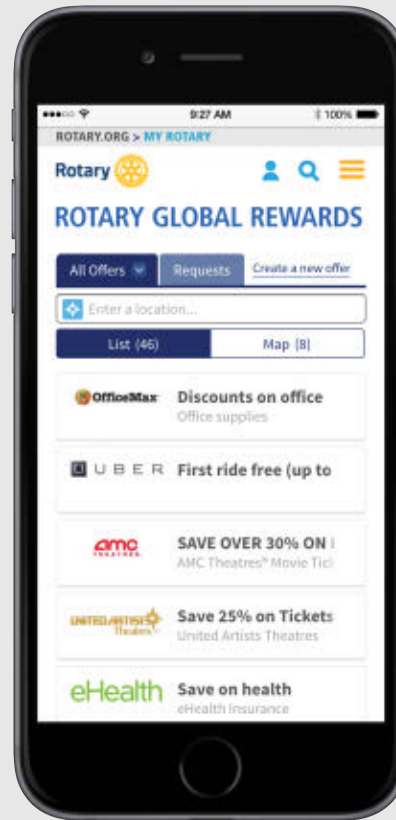 9:27 AM
100%
ROTARY.ORG > MY ROTARY
Rotary
ROTARY GLOBAL REWARDS
All Offers
Requests
Create a new offer
Enter a location...
List (46)
Map (8)
OfficeMax
Discounts on office
Office supplies
UBER
First ride free (up to
amc
THEATRES
SAVE OVER 30% ON
AMC Theatres® Movie Tic
UNITED ARTISTS
Theatres
Save 25% on Tickets
United Artists Theatres
eHealth
Save on health
eHealth Insurance